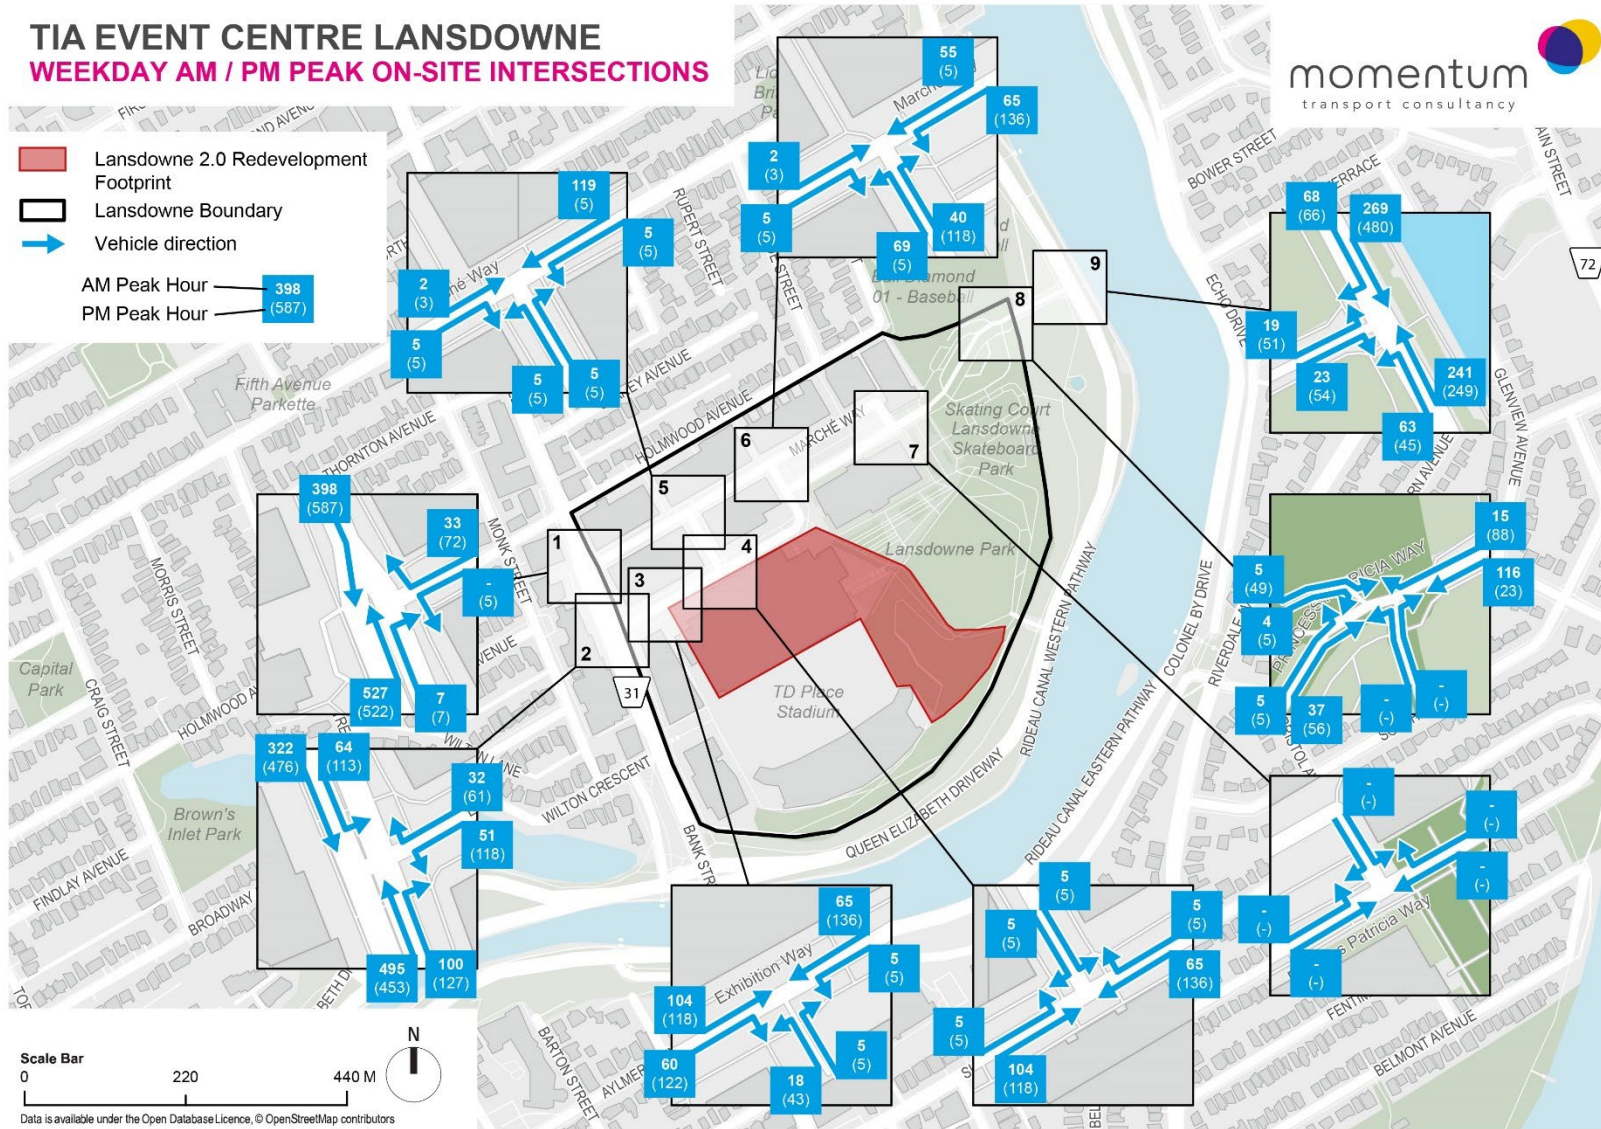 TIA EVENT CENTRE LANSDOWNE
WEEKDAY AM / PM PEAK ON-SITE INTERSECTIONS
momentum
transport consultancy
Lansdowne 2.0 Redevelopment
Footprint
Lansdowne Boundary
Vehicle direction
AM Peak Hour
PM Peak Hour
398
(587)
119
(5)
5
(5)
2
(3)
5
(5)
5
(5)
5
(5)
55
(5)
65
(136)
2
(3)
5
(5)
69
(5)
40
(118)
68
(66)
269
(480)
19
(51)
23
(54)
241
(249)
63
(45)
398
(587)
33
(72)
-
(5)
527
(522)
7
(7)
322
(476)
64
(113)
32
(61)
51
(118)
495
(453)
100
(127)
65
(136)
5
(5)
104
(118)
60
(122)
18
(43)
5
(5)
5
(5)
5
(5)
5
(5)
65
(136)
5
(5)
104
(118)
15
(88)
116
(23)
5
(49)
4
(5)
5
(5)
37
(56)
-
(-)
-
(-)
-
(-)
-
(-)
-
(-)
-
(-)
-
(-)
1
2
3
4
5
6
7
8
9
31
72
RUPERT STREET
BOWER STREET
ECHO DRIVE
GLENVIEW AVENUE
Fifth Avenue
Parkette
THORNTON AVENUE
HOLMWOOD AVENUE
MARCHÉ WAY
01 - Baseball
Skating Court
Lansdowne
Skateboard
Park
Lansdowne Park
TD Place
Stadium
MONK STREET
MORRIS STREET
CRAIG STREET
Capital
Park
Brown's
Inlet Park
FINDLAY AVENUE
BROADWAY
WILTON CRESCENT
QUEEN ELIZABETH DRIVEWAY
RIDEAU CANAL WESTERN PATHWAY
RIDEAU CANAL EASTERN PATHWAY
COLONEL BY DRIVE
Exhibition Way
BARTON STREET
BELMONT AVENUE
Scale Bar
0
220
440 M
N
Data is available under the Open Database Licence, © OpenStreetMap contributors